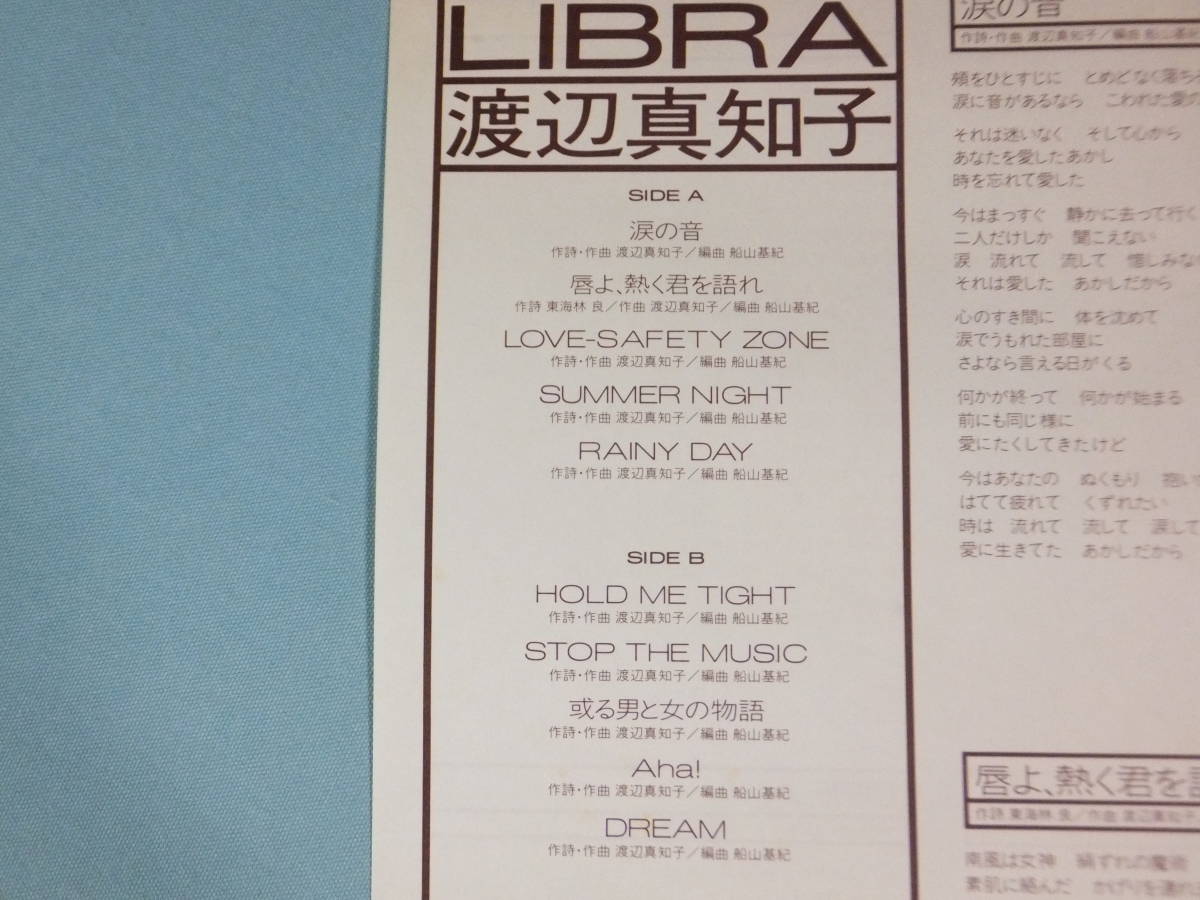 LIBRA
渡辺真知子
SIDE A
涙の音
作詩・作曲 渡辺真知子／編曲 船山基紀
唇よ、熱く君を語れ
作詩 東海林 良／作曲 渡辺真知子／編曲 船山基紀
LOVE-SAFETY ZONE
作詩・作曲 渡辺真知子／編曲 船山基紀
SUMMER NIGHT
作詩・作曲 渡辺真知子／編曲 船山基紀
RAINY DAY
作詩・作曲 渡辺真知子／編曲 船山基紀
SIDE B
HOLD ME TIGHT
作詩・作曲 渡辺真知子／編曲 船山基紀
STOP THE MUSIC
作詩・作曲 渡辺真知子／編曲 船山基紀
或る男と女の物語
作詩・作曲 渡辺真知子／編曲 船山基紀
Aha!
作詩・作曲 渡辺真知子／編曲 船山基紀
DREAM
作詩・作曲 渡辺真知子／編曲 船山基紀
涙の音
作詩・作曲 渡辺真知子／編曲 船山基紀
頬をひとすじに とめどなく落ち
涙に音があるなら こわれた愛が
それは迷いなく そして心から
あなたを愛したあかし
時を忘れて愛した
今はまっすぐ 静かに去って行く
二人だけしか 聞こえない
涙 流れて 流して 惜しみな
それは愛した あかしだから
心のすき間に 体を沈めて
涙でうもれた部屋に
さよなら言える日がくる
何かが終って 何かが始まる
前にも同じ様に
愛にたくしてきたけど
今はあなたの ぬくもり 抱い
はてて疲れて くずれたい
時は 流れて 流して 涙して
愛に生きてた あかしだから
唇よ、熱く君を
作詩 東海林 良／作曲 渡辺真知子
南風は女神 絹ずれの魔術
素肌に絡んだ かげりを連れ